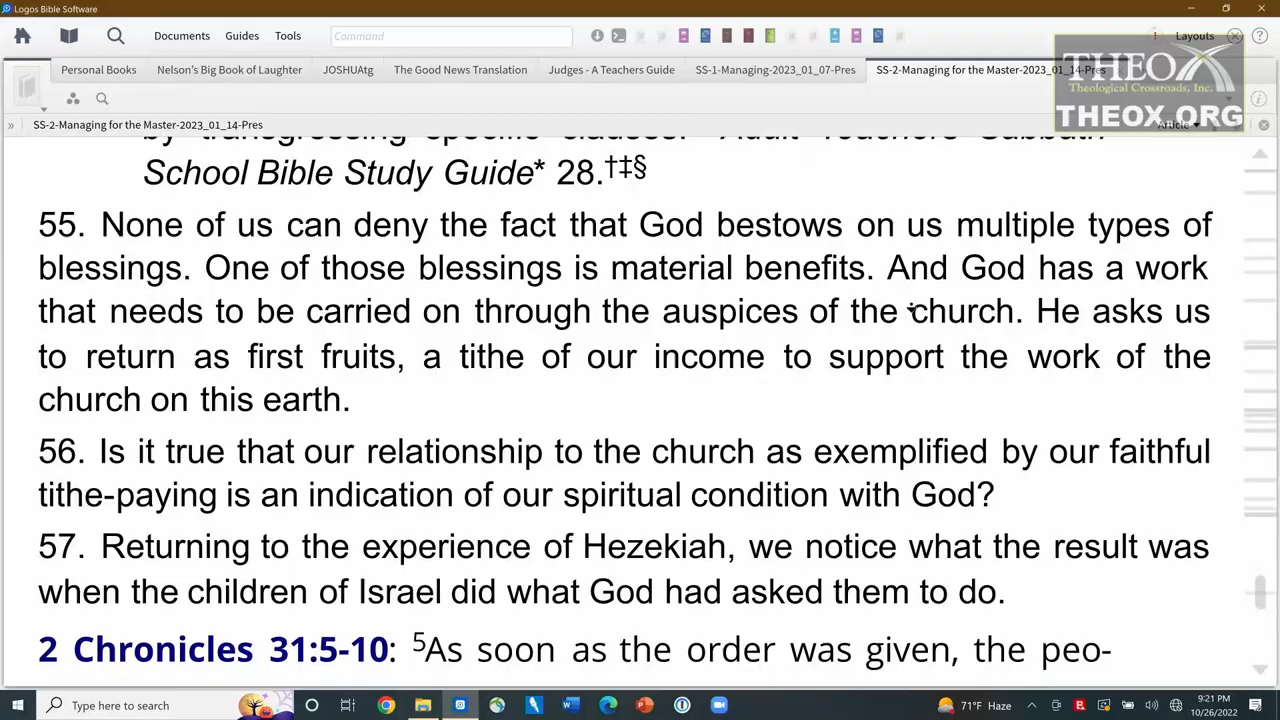 Logos Bible Software
Documents Guides Tools Command Layouts
Personal Books Nelson's Big Book of Laughter JOSHUItg The Good News Translation Judges - A Teachers Guide SS-1-Managing-2023_01_07-Pres SS-2-Managing for the Master-2023_01_14-Pres
THEOX
Theological Crossroads, Inc.
THEOX.ORG
SS-2-Managing for the Master-2023_01_14-Pres Article
by transgressing specific clauses.—Adult Teachers Sabbath
School Bible Study Guide* 28.†‡§
55. None of us can deny the fact that God bestows on us multiple types of
blessings. One of those blessings is material benefits. And God has a work
that needs to be carried on through the auspices of the church. He asks us
to return as first fruits, a tithe of our income to support the work of the
church on this earth.
56. Is it true that our relationship to the church as exemplified by our faithful
tithe-paying is an indication of our spiritual condition with God?
57. Returning to the experience of Hezekiah, we notice what the result was
when the children of Israel did what God had asked them to do.
2 Chronicles 31:5-10: 5As soon as the order was given, the peo-
Type here to search 71°F Haze 9:21 PM
10/26/2022